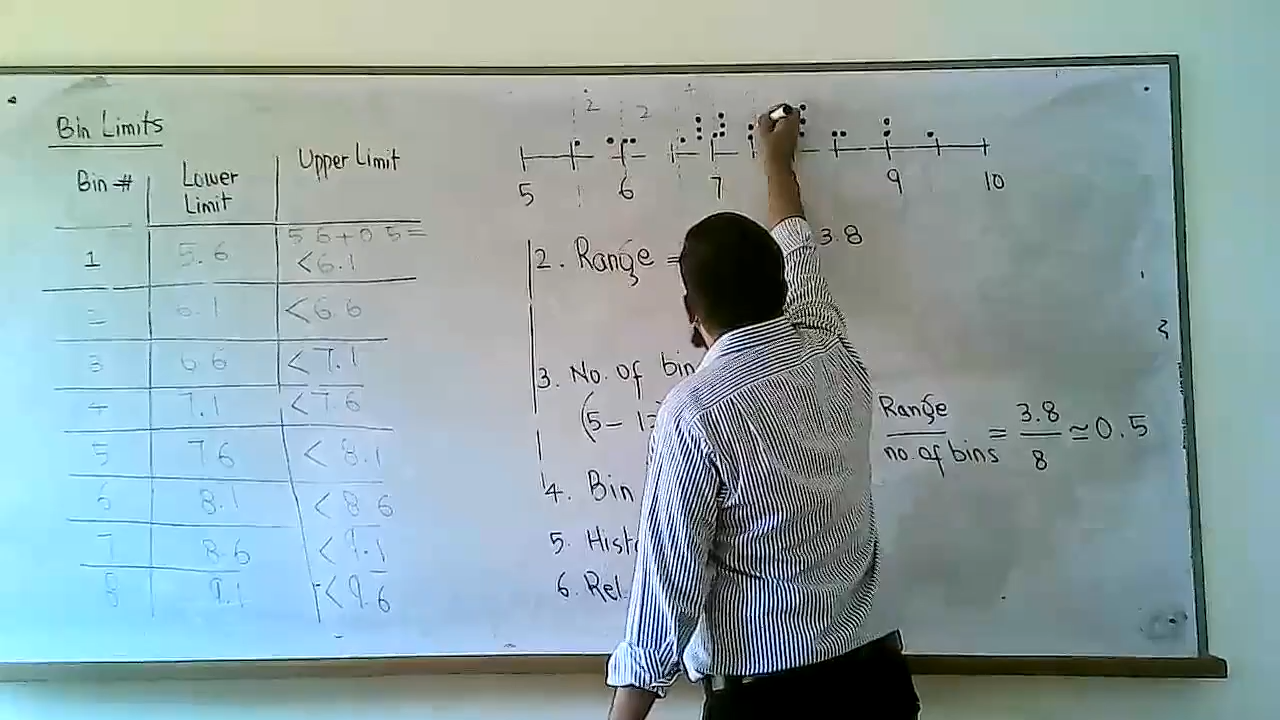 Bin Limits
Bin # Lower Limit Upper Limit
1 5.6 5.6+0.5= <6.1
2 6.1 <6.6
3 6.6 <7.1
4 7.1 <7.6
5 7.6 <8.1
6 8.1 <8.6
7 8.6 <9.1
8 9.1 <9.6
2 2
5 6 7 9 10
2. Range = 3.8
3. No. of bin
(5-12
Range / no. of bins = 3.8 / 8 ≃ 0.5
4. Bin
5. Hist
6. Rel.